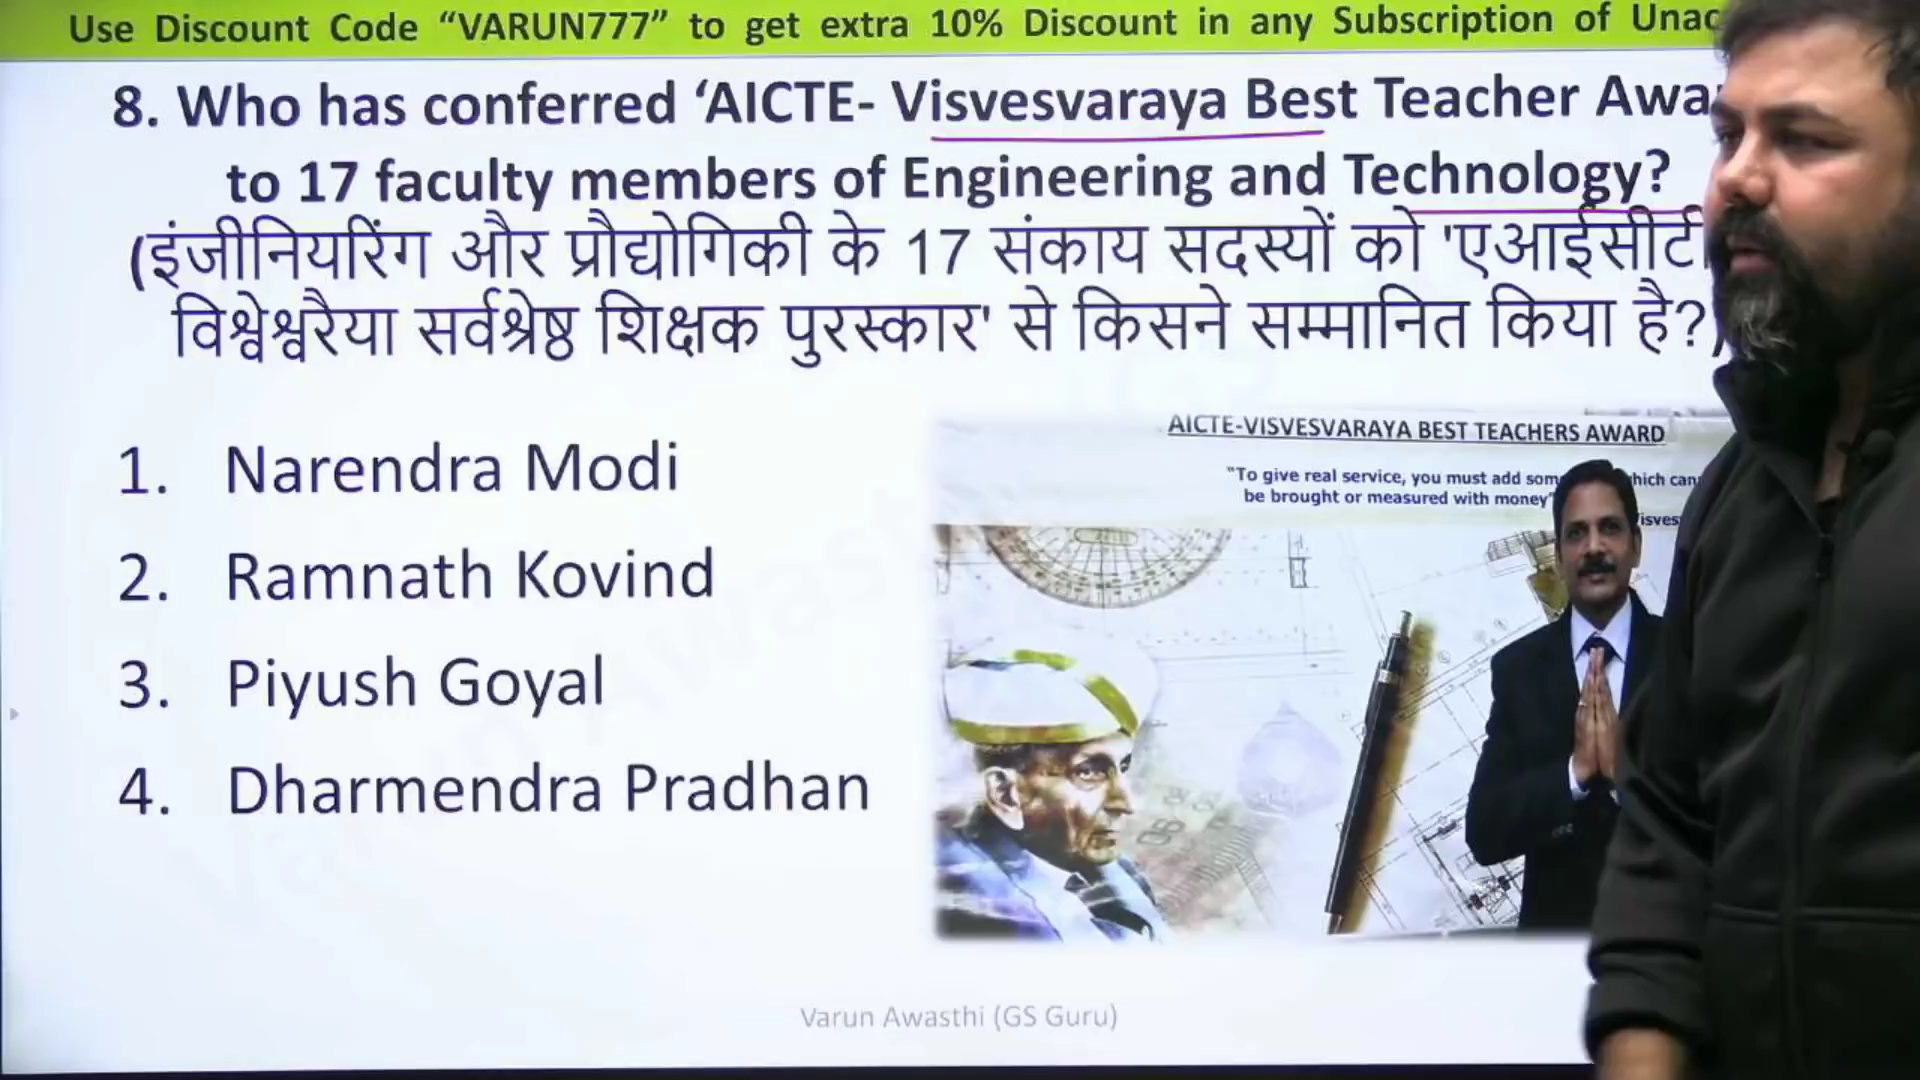 Use Discount Code “VARUN777” to get extra 10% Discount in any Subscription of
8. Who has conferred ‘AICTE- Visvesvaraya Best Teacher
to 17 faculty members of Engineering and Technology?
(इंजीनियरिंग और प्रौद्योगिकी के 17 संकाय सदस्यों को 'एआईसीटी
विश्वेश्वरैया सर्वश्रेष्ठ शिक्षक पुरस्कार' से किसने सम्मानित किया है?)
1. Narendra Modi
2. Ramnath Kovind
3. Piyush Goyal
4. Dharmendra Pradhan
AICTE-VISVESVARAYA BEST TEACHERS AWARD
"To give real service, you must add
be brought or measured with money"
Varun Awasthi (GS Guru)